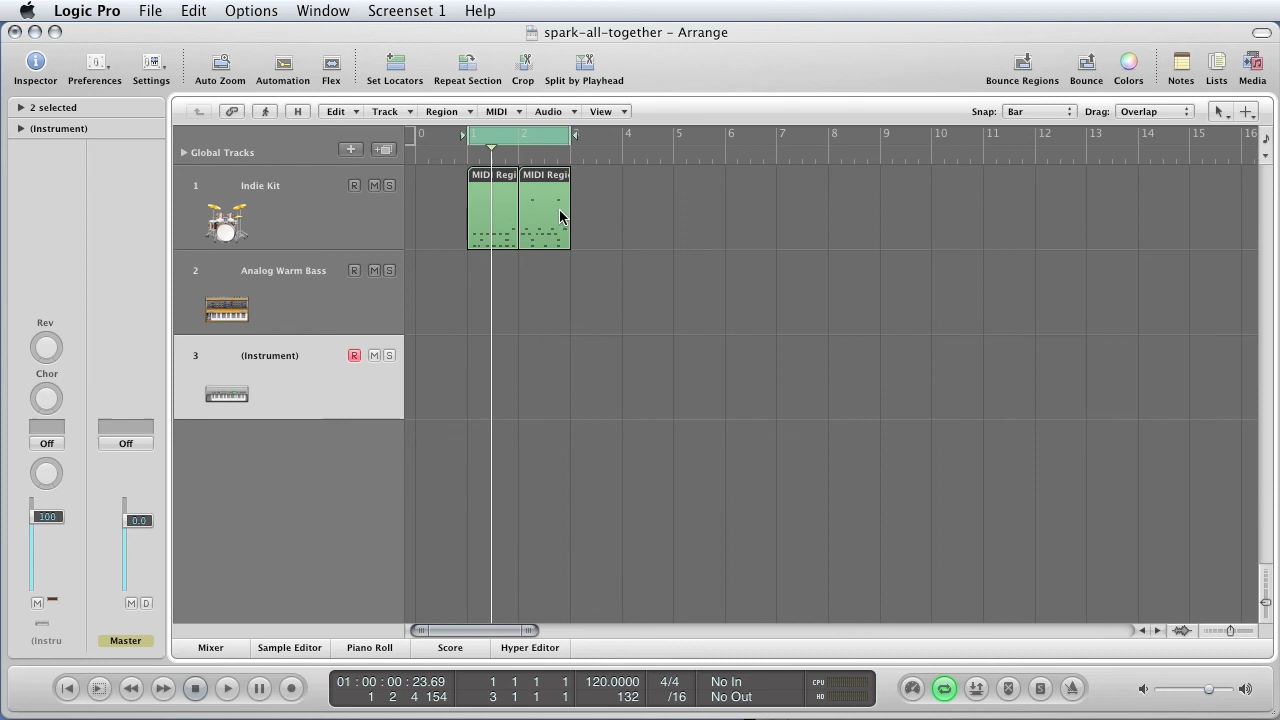 Logic Pro File Edit Options Window Screenset 1 Help
spark-all-together - Arrange
Inspector Preferences Settings Auto Zoom Automation Flex Set Locators Repeat Section Crop Split by Playhead Bounce Regions Bounce Colors Notes Lists Media
2 selected
(Instrument)
H Edit Track Region MIDI Audio View Snap: Bar Drag: Overlap
0 1 2 3 4 5 6 7 8 9 10 11 12 13 14 15 16
Global Tracks
MIDI Regi MIDI Regi
1 Indie Kit R M S
2 Analog Warm Bass R M S
3 (Instrument) R M S
Rev
Chor
Off Off
100 0.0
M M D
(Instru Master
Mixer Sample Editor Piano Roll Score Hyper Editor
01 : 00 : 00 : 23.69 1 1 1 1 120.0000 4/4 No In CPU
1 2 4 154 3 1 1 1 132 /16 No Out HD
S